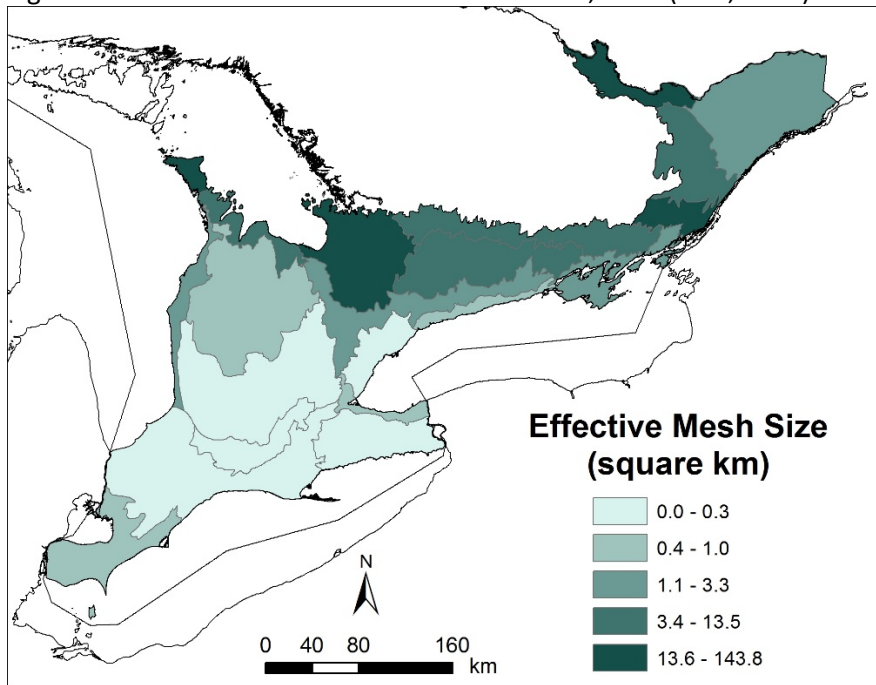 Effective Mesh Size
(square km)
0.0 - 0.3
0.4 - 1.0
1.1 - 3.3
3.4 - 13.5
13.6 - 143.8
N
0 40 80 160
km